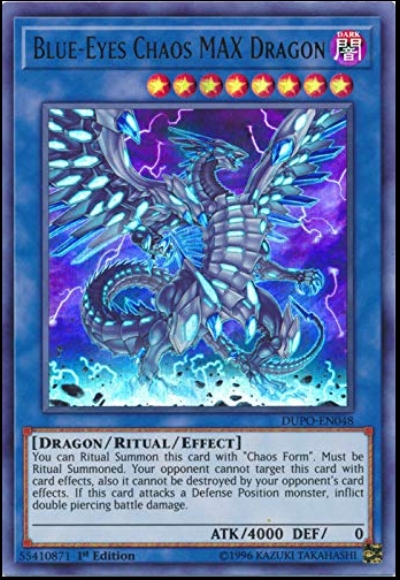 BLUE-EYES CHAOS MAX DRAGON
DARK
闇
DUPO-EN048
[DRAGON/RITUAL/EFFECT]
You can Ritual Summon this card with "Chaos Form". Must be
Ritual Summoned. Your opponent cannot target this card with
card effects, also it cannot be destroyed by your opponent's card
effects. If this card attacks a Defense Position monster, inflict
double piercing battle damage.
ATK/4000 DEF/ 0
55410871 1st Edition ©1996 KAZUKI TAKAHASHI